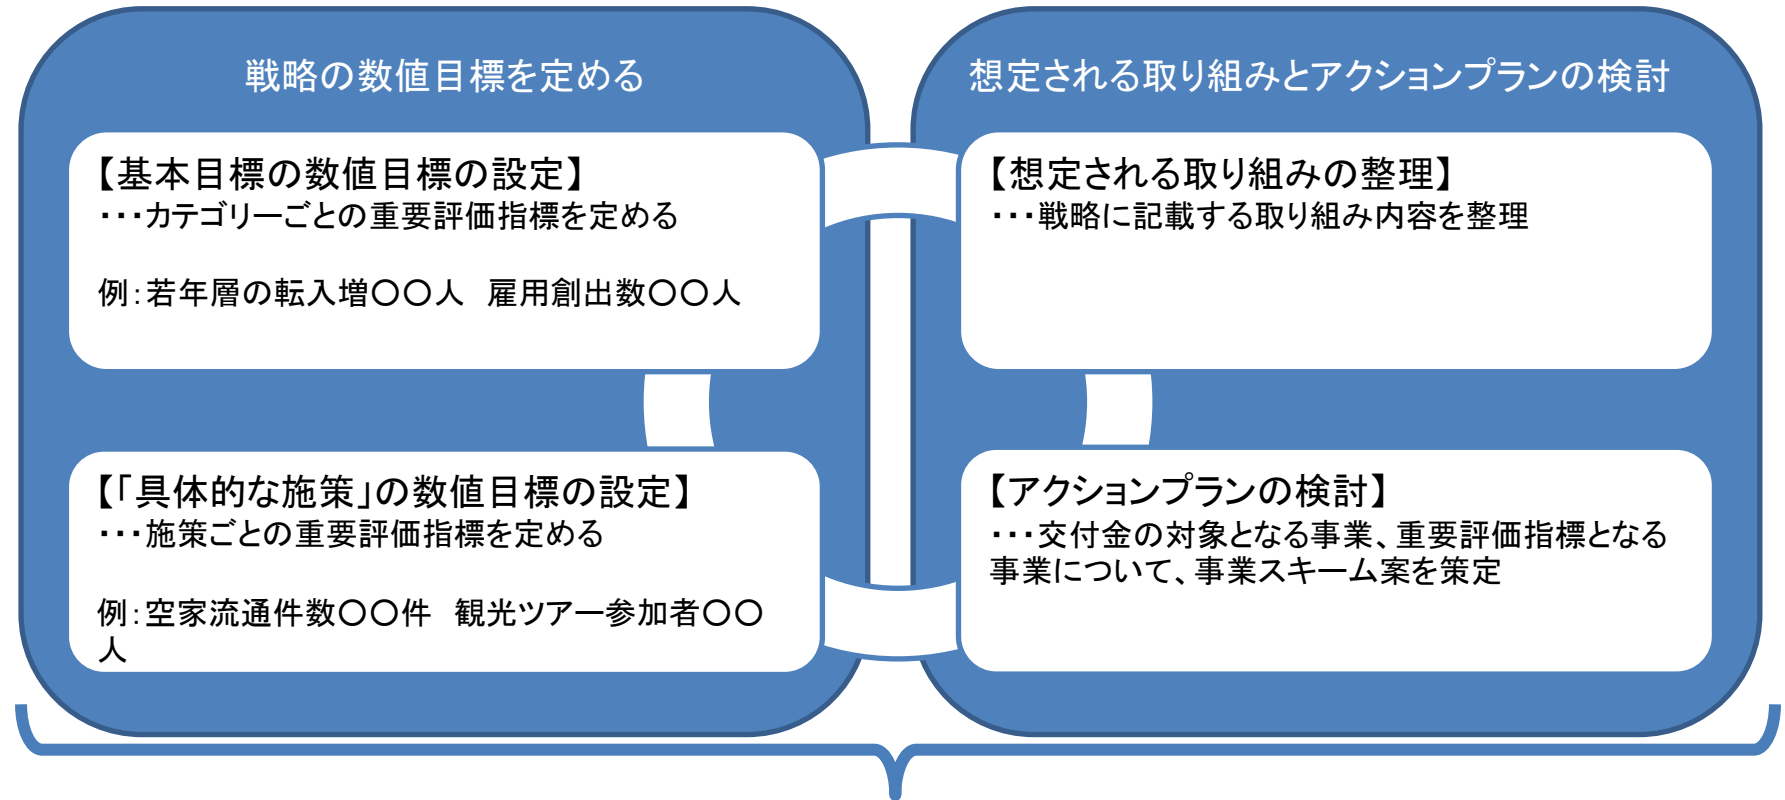 戦略の数値目標を定める
【基本目標の数値目標の設定】
・・・カテゴリーごとの重要評価指標を定める
例：若年層の転入増〇〇人　雇用創出数〇〇人
【「具体的な施策」の数値目標の設定】
・・・施策ごとの重要評価指標を定める
例：空家流通件数〇〇件　観光ツアー参加者〇〇
人
想定される取り組みとアクションプランの検討
【想定される取り組みの整理】
・・・戦略に記載する取り組み内容を整理
【アクションプランの検討】
・・・交付金の対象となる事業、重要評価指標となる
事業について、事業スキーム案を策定